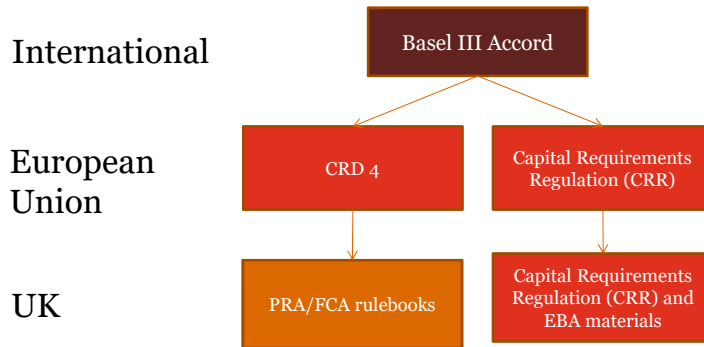 International
Basel III Accord
European
Union
CRD 4
Capital Requirements
Regulation (CRR)
UK
PRA/FCA rulebooks
Capital Requirements
Regulation (CRR) and
EBA materials